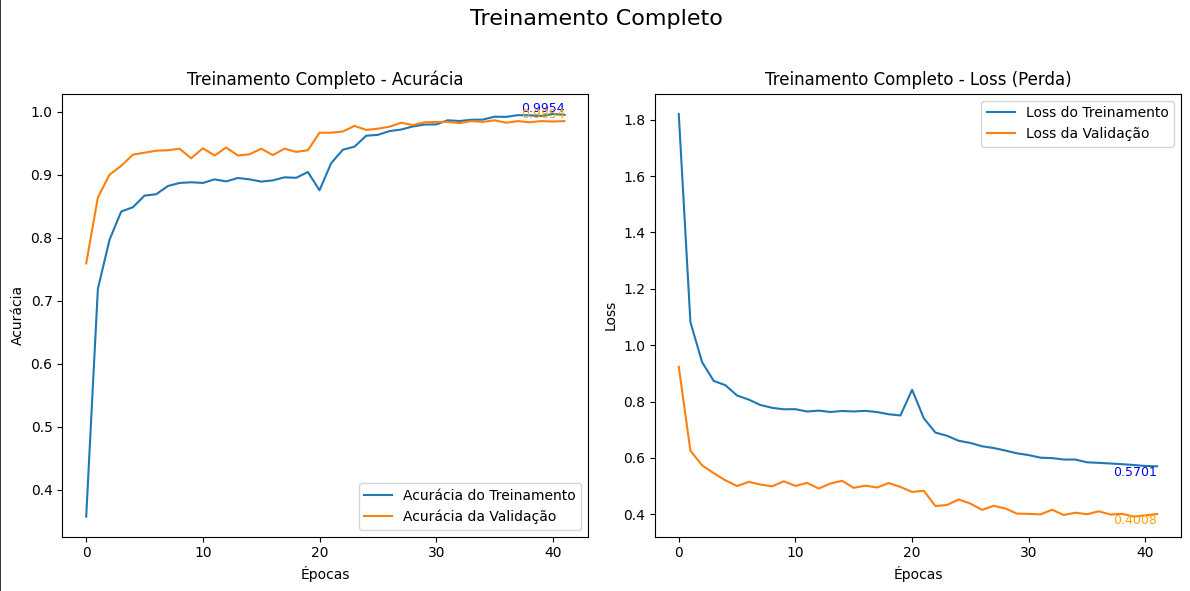 Treinamento Completo
Treinamento Completo - Acurácia
1.0
0.9
0.8
0.7
0.6
0.5
0.4
Acurácia
0.9954
Acurácia do Treinamento
Acurácia da Validação
0
10
20
30
40
Épocas
Treinamento Completo - Loss (Perda)
1.8
1.6
1.4
1.2
1.0
0.8
0.6
0.4
Loss
Loss do Treinamento
Loss da Validação
0.5701
0.4008
0
10
20
30
40
Épocas